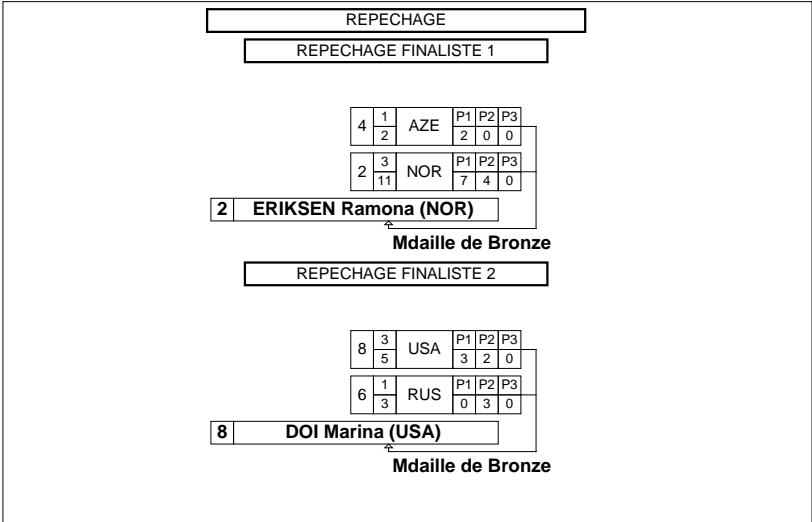 REPECHAGE
REPECHAGE FINALISTE 1
4 1 AZE P1 P2 P3
2 2 0 0
2 3 NOR P1 P2 P3
11 7 4 0
2 ERIKSEN Ramona (NOR)
Mdaille de Bronze
REPECHAGE FINALISTE 2
8 3 USA P1 P2 P3
5 3 2 0
6 1 RUS P1 P2 P3
3 0 3 0
8 DOI Marina (USA)
Mdaille de Bronze